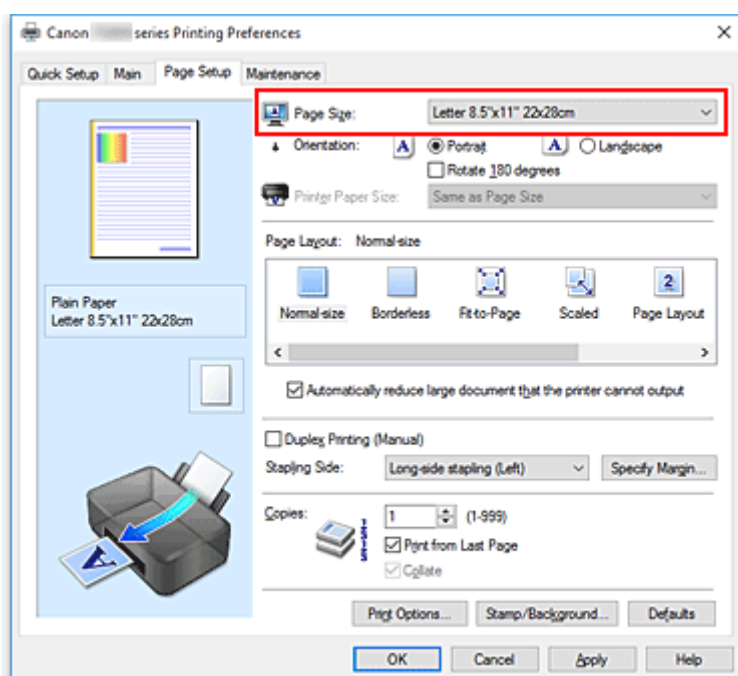 Canon series Printing Preferences
Quick Setup Main Page Setup Maintenance
Page Size: Letter 8.5"x11" 22x28cm
Orientation: A Portrait A Landscape
Rotate 180 degrees
Printer Paper Size: Same as Page Size
Page Layout: Normal-size
2
Normal-size Borderless Fit-to-Page Scaled Page Layout
Automatically reduce large document that the printer cannot output
Duplex Printing (Manual)
Stapling Side: Long-side stapling (Left) Specify Margin...
Copies: 1 (1-999)
Print from Last Page
Collate
Print Options... Stamp/Background... Defaults
OK Cancel Apply Help
Plain Paper
Letter 8.5"x11" 22x28cm
A